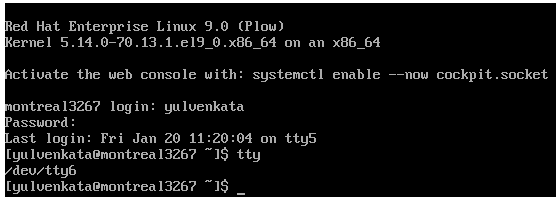 Red Hat Enterprise Linux 9.0 (Plow)
Kernel 5.14.0-70.13.1.el9_0.x86_64 on an x86_64
Activate the web console with: systemctl enable --now cockpit.socket
montreal3267 login: yulvenkata
Password:
Last login: Fri Jan 20 11:20:04 on tty5
[yulvenkata@montreal3267 ~]$ tty
/dev/tty6
[yulvenkata@montreal3267 ~]$ _